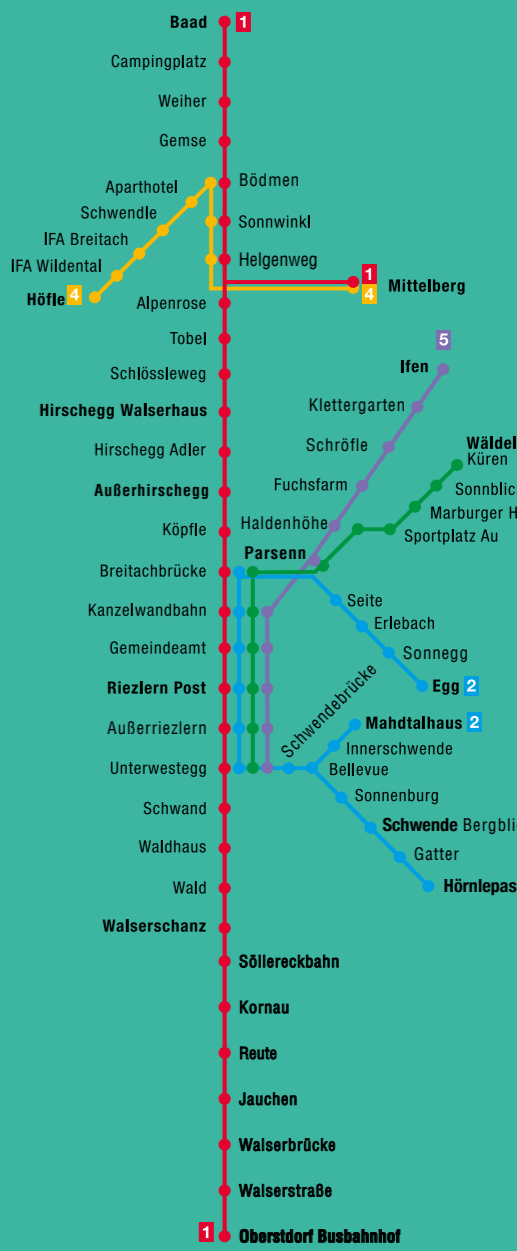 Baad 1
Campingplatz
Weiher
Gemse
Bödmen
Aparthotel
Schwendle
Sonnwinkl
IFA Breitach
Helgenweg
IFA Wildental
1
Mittelberg
4
Höfle 4
Alpenrose
Tobel
5
Ifen
Schlössleweg
Klettergarten
Hirschegg Walserhaus
Schröfle
Wäldel
Hirschegg Adler
Küren
Fuchsfarm
Sonnblic
Außerhirschegg
Marburger H
Haldenhöhe
Köpfle
Sportplatz Au
Parsenn
Breitachbrücke
Seite
Kanzelwandbahn
Erlebach
Gemeindeamt
Sonnegg
Riezlern Post
Egg 2
Schwendebrücke
Außerriezlern
Mahdtalhaus 2
Innerschwende
Unterwestegg
Bellevue
Sonnenburg
Schwand
Schwende Bergblic
Waldhaus
Gatter
Wald
Hörnlepas
Walserschanz
Söllereckbahn
Kornau
Reute
Jauchen
Walserbrücke
Walserstraße
1 Oberstdorf Busbahnhof